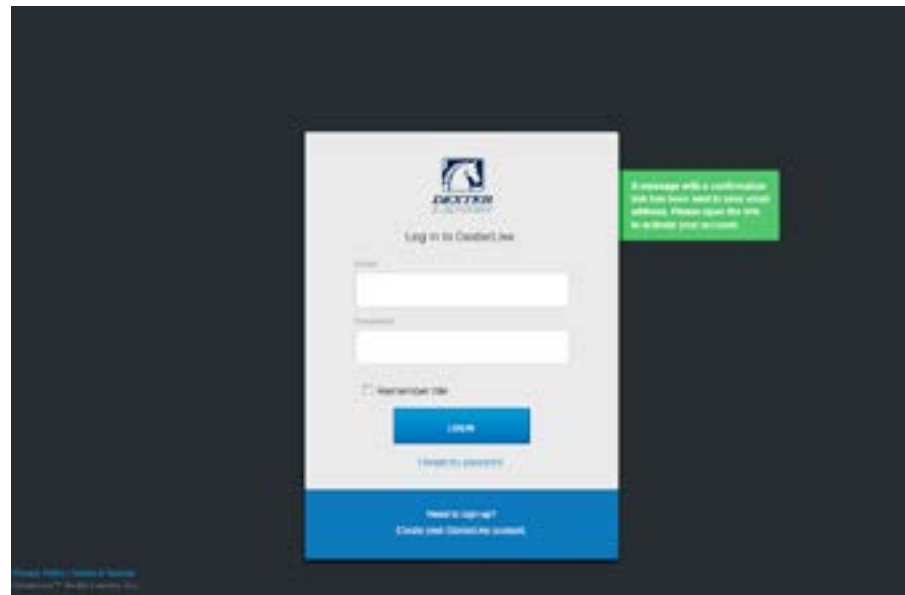 DEXTER
Log in to DexterLive
A message with a confirmation
link has been sent to your email
address. Please open the link
to activate your account.
Email
Password
Remember me
LOGIN
I forgot my password
Need to sign up?
Create your DexterLive account.